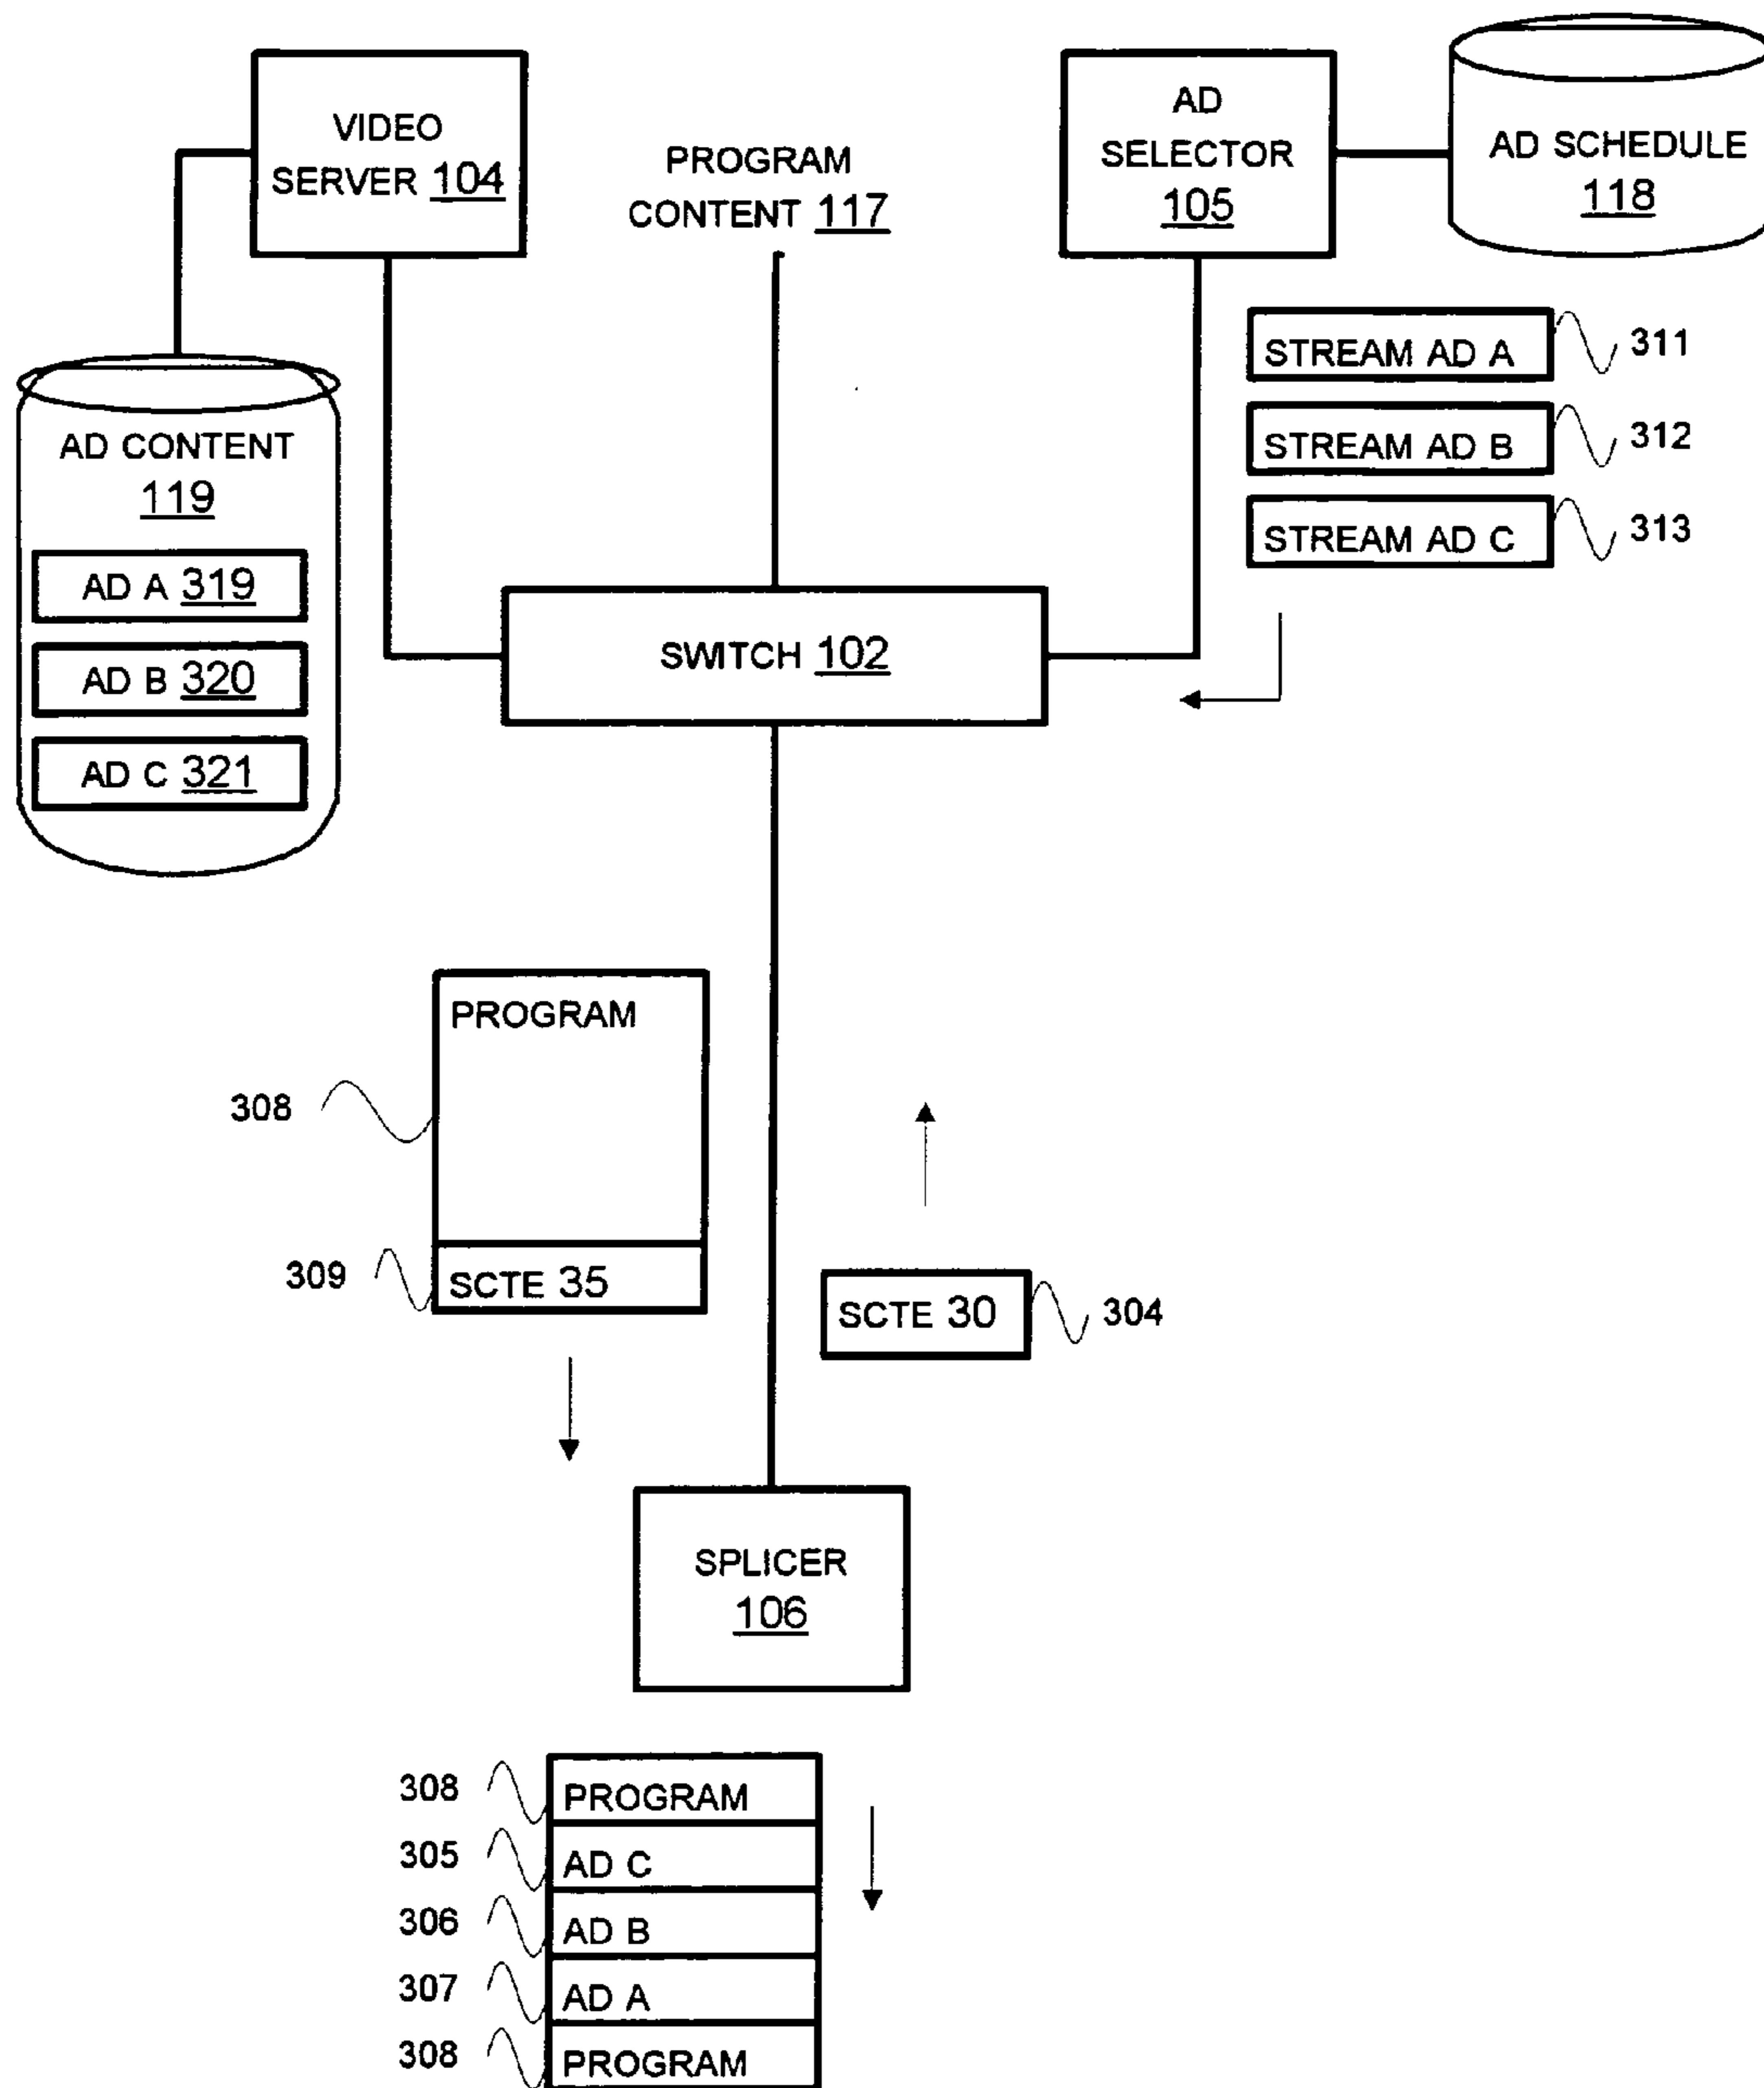 VIDEO
SERVER 104
PROGRAM
CONTENT 117
AD
SELECTOR
105
AD SCHEDULE
118
STREAM AD A
311
STREAM AD B
312
STREAM AD C
313
AD CONTENT
119
AD A 319
AD B 320
AD C 321
SWITCH 102
PROGRAM
308
309
SCTE 35
SCTE 30
304
SPLICER
106
308
PROGRAM
305
AD C
306
AD B
307
AD A
308
PROGRAM